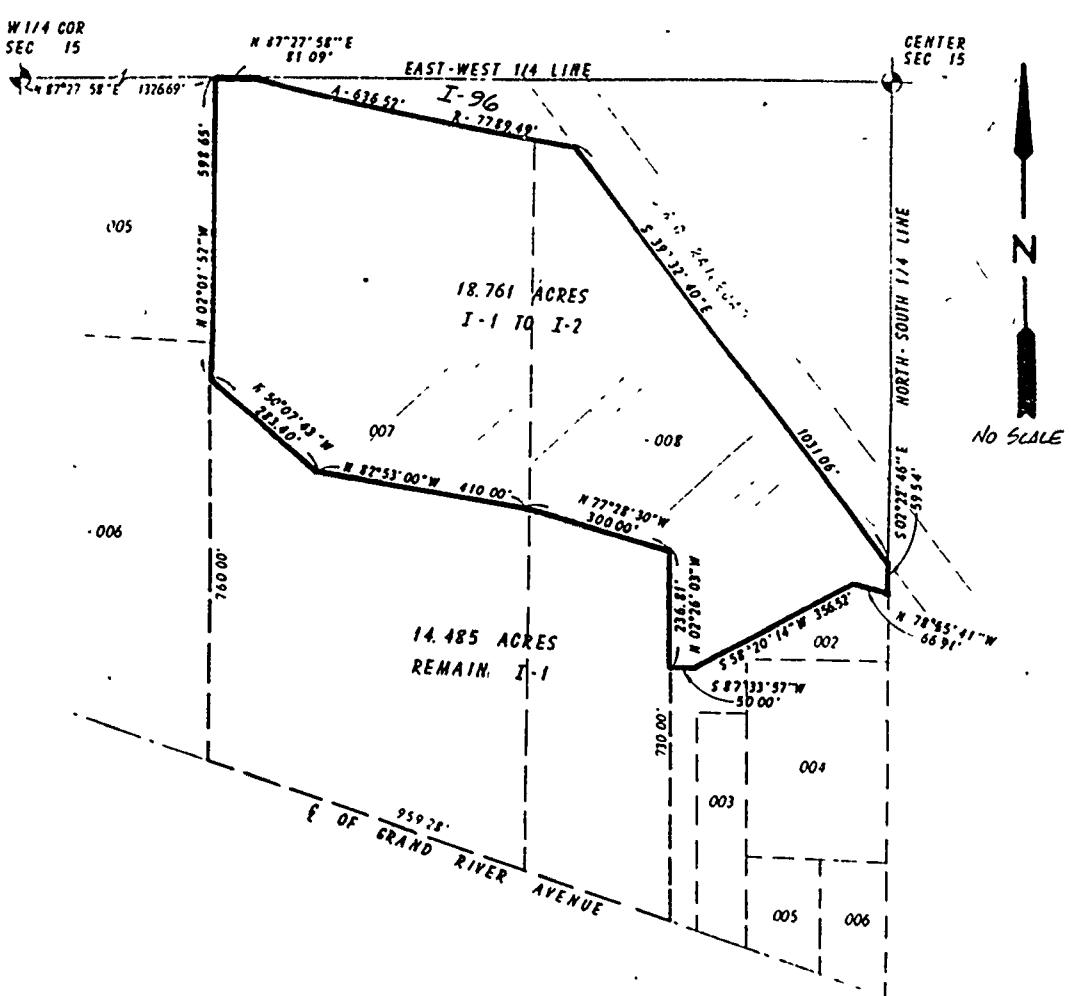 W 1/4 COR
SEC 15
N 87°27'58"E
81.09'
EAST-WEST 1/4 LINE
CENTER
SEC 15
N 87°27'58"E 1326.69'
A - 636.52'
I-96
R - 7789.49'
598.65'
N 02°01'57"W
005
S 39°32'40"E
1031.06'
NORTH-SOUTH 1/4 LINE
N
NO SCALE
18.761 ACRES
I-1 TO I-2
N 50°07'43"W
283.40'
007
008
N 82°53'00"W 410.00'
N 77°28'30"W
300.00'
S 02°22'46"E
59.54'
006
760.00'
236.81'
N 02°26'03"W
S 58°20'14"W 356.52'
N 78°55'41"W
66.91'
002
14.485 ACRES
REMAIN I-1
S 87°33'57"W
50.00'
730.00'
003
004
959.28'
℄ OF GRAND RIVER AVENUE
005
006